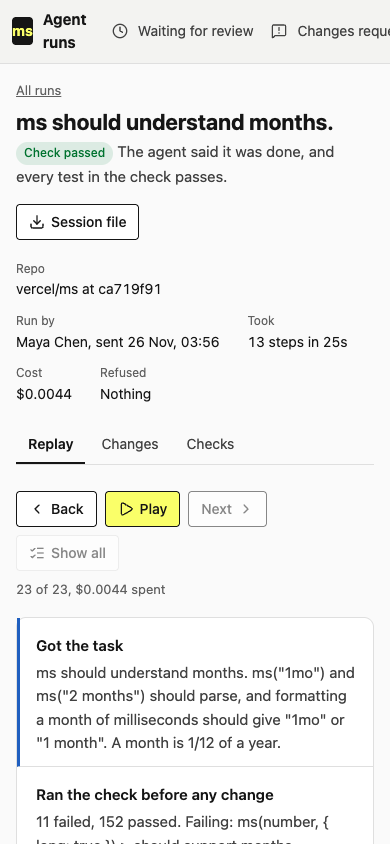 ms
Agent
runs
Waiting for review
Changes reque
All runs
ms should understand months.
Check passed The agent said it was done, and
every test in the check passes.
Session file
Repo
vercel/ms at ca719f91
Run by
Took
Maya Chen, sent 26 Nov, 03:56
13 steps in 25s
Cost
Refused
$0.0044
Nothing
Replay
Changes
Checks
Back
Play
Next
Show all
23 of 23, $0.0044 spent
Got the task
ms should understand months. ms("1mo") and
ms("2 months") should parse, and formatting
a month of milliseconds should give "1mo" or
"1 month". A month is 1/12 of a year.
Ran the check before any change
11 failed, 152 passed. Failing: ms(number, {
long: true }) > should support months